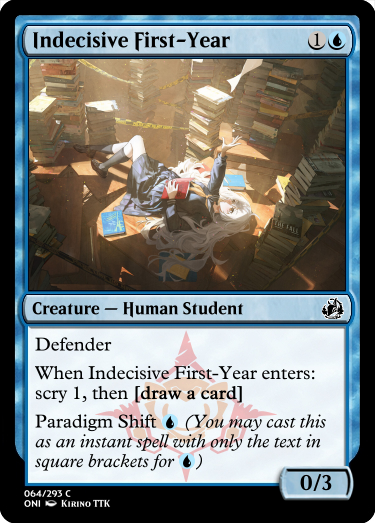 Indecisive First-Year 1
Creature — Human Student
Defender
When Indecisive First-Year enters:
scry 1, then [draw a card]
Paradigm Shift (You may cast this
as an instant spell with only the text in
square brackets for )
0/3
064/293 C
ONI Kirino TTK